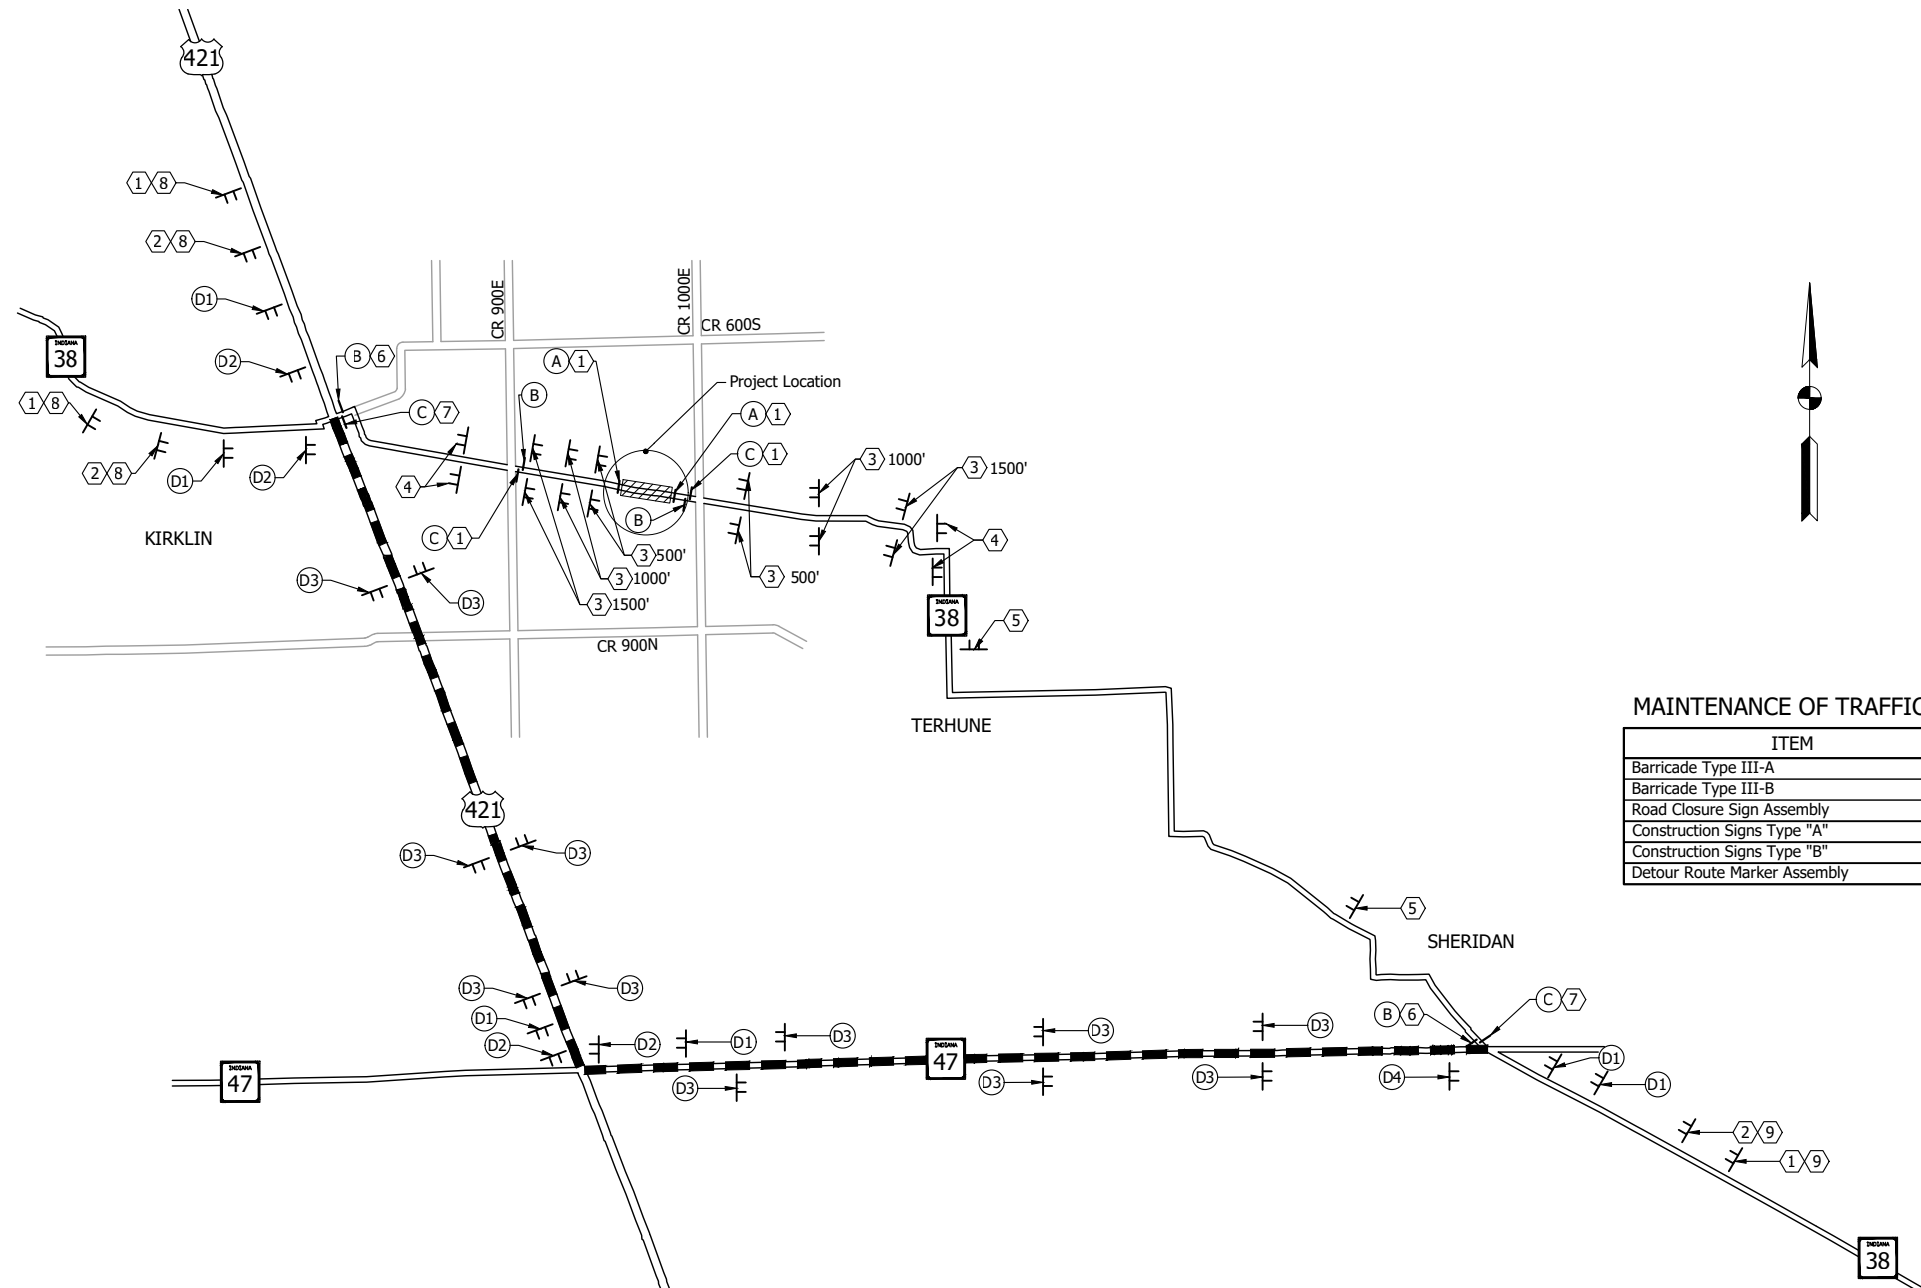 421
1 8
2 8
D1
D2
INDIANA
38
1 8
2 8
D1
D2
KIRKLIN
B 6
C 7
CR 900E
CR 1000E
CR 600S
A 1
B
Project Location
A 1
C 1
4
C 1
B
3 500'
3 1000'
3 1500'
3 500'
3 1000'
3 1500'
4
INDIANA
38
5
TERHUNE
CR 900N
D3
D3
421
D3
D3
D3
D3
D1
D2
D2
D1
D3
D3
D3
D3
D3
D3
D4
INDIANA
47
INDIANA
47
5
SHERIDAN
B 6
C 7
D1
D1
2 9
1 9
INDIANA
38
MAINTENANCE OF TRAFFIC
ITEM
Barricade Type III-A
Barricade Type III-B
Road Closure Sign Assembly
Construction Signs Type "A"
Construction Signs Type "B"
Detour Route Marker Assembly